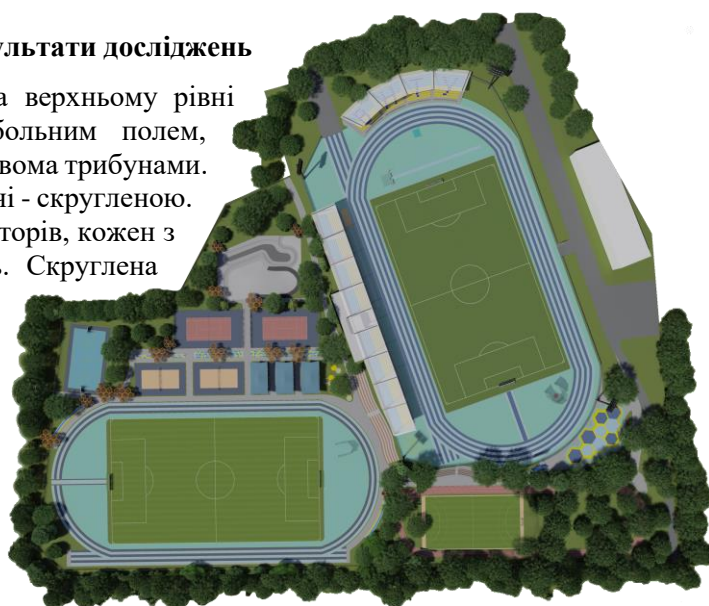 ультати досліджень
а верхньому рівні
больним полем,
вома трибунами.
ні - скругленою.
торів, кожен з
ь. Скруглена